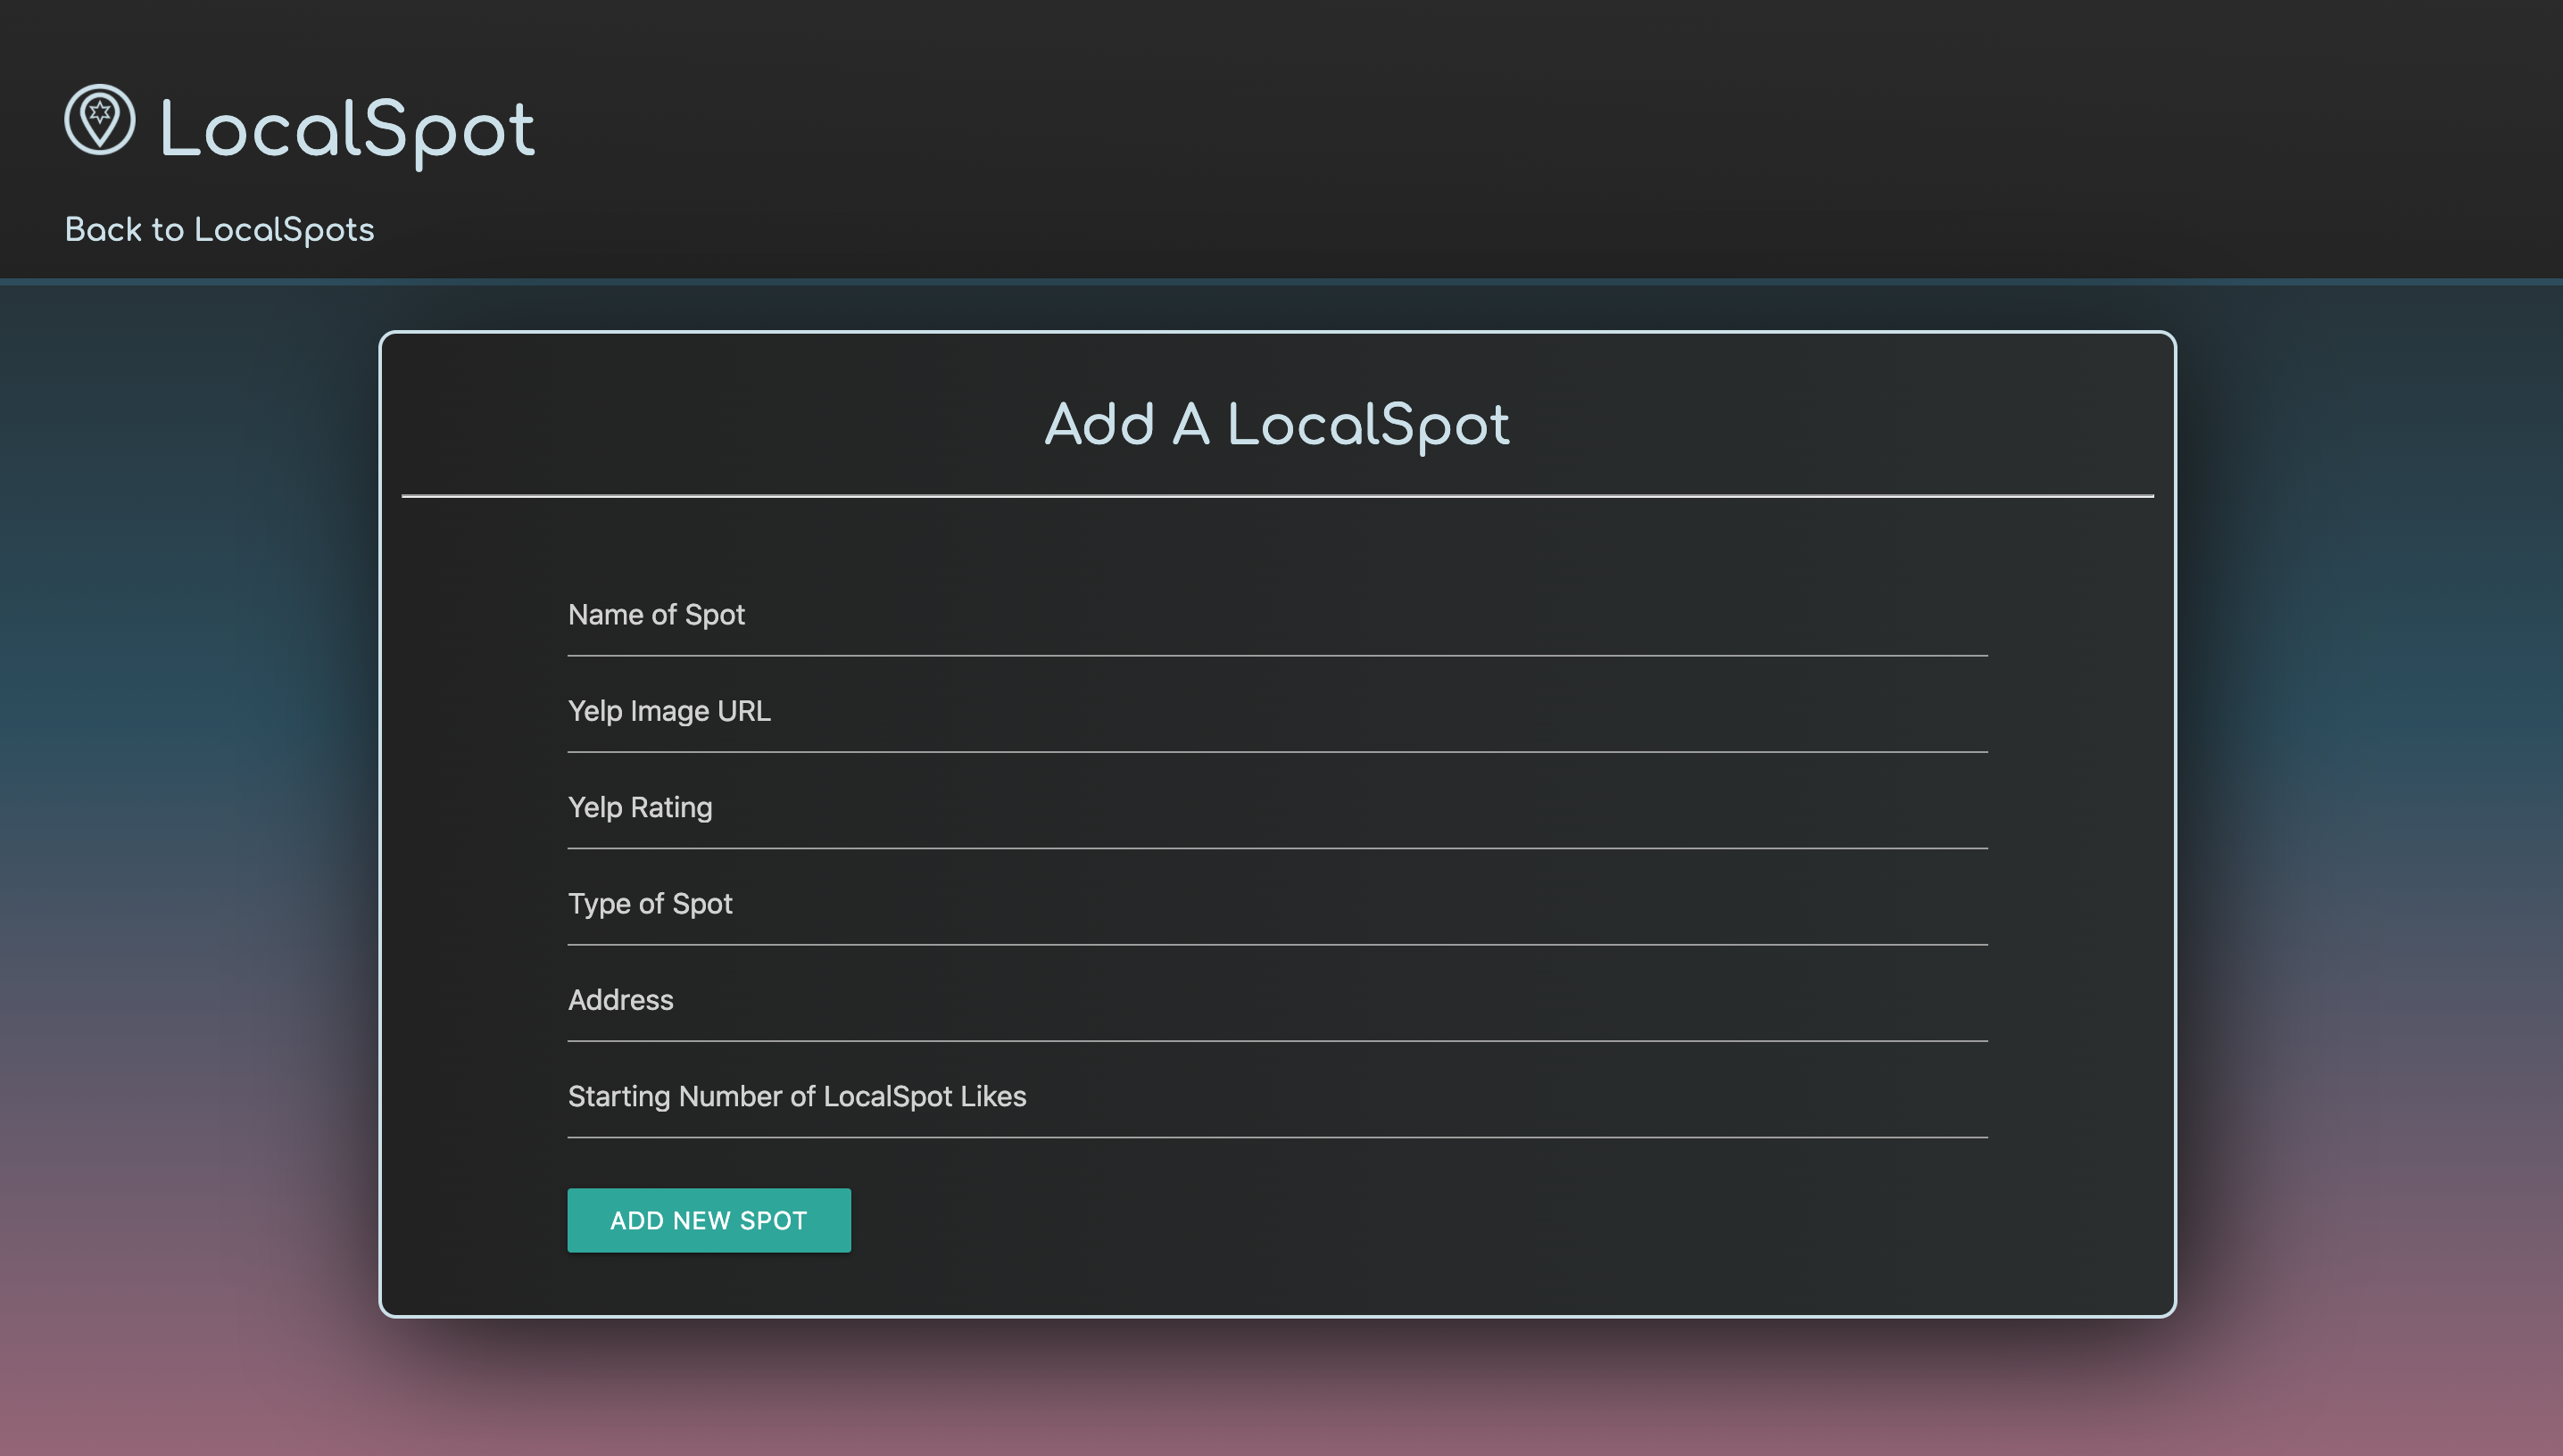 LocalSpot
Back to LocalSpots
Add A LocalSpot
Name of Spot
Yelp Image URL
Yelp Rating
Type of Spot
Address
Starting Number of LocalSpot Likes
ADD NEW SPOT